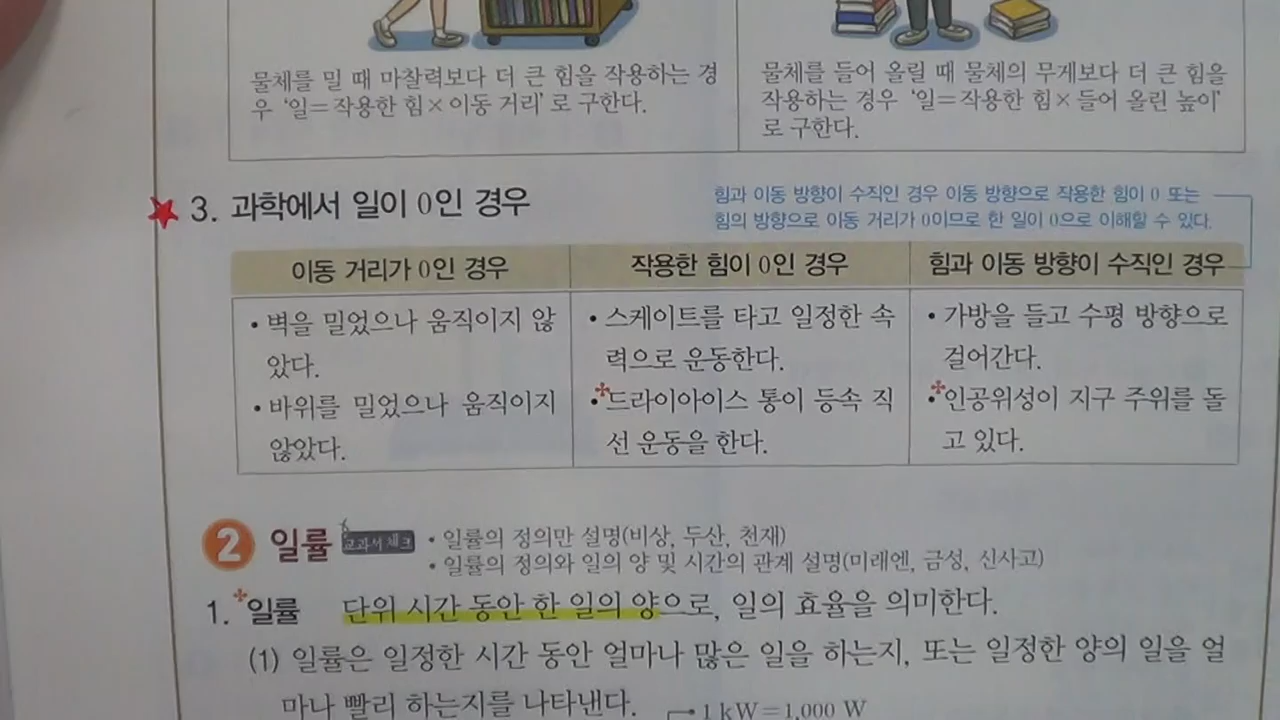 물체를 밀 때 마찰력보다 더 큰 힘을 작용하는 경
우 ‘일=작용한 힘×이동 거리’로 구한다.
물체를 들어 올릴 때 물체의 무게보다 더 큰 힘을
작용하는 경우 ‘일=작용한 힘×들어 올린 높이’
로 구한다.
3. 과학에서 일이 0인 경우
힘과 이동 방향이 수직인 경우 이동 방향으로 작용한 힘이 0 또는
힘의 방향으로 이동 거리가 0이므로 한 일이 0으로 이해할 수 있다.
이동 거리가 0인 경우
작용한 힘이 0인 경우
힘과 이동 방향이 수직인 경우
• 벽을 밀었으나 움직이지 않
았다.
• 바위를 밀었으나 움직이지
않았다.
• 스케이트를 타고 일정한 속
력으로 운동한다.
• 드라이아이스 통이 등속 직
선 운동을 한다.
• 가방을 들고 수평 방향으로
걸어간다.
• 인공위성이 지구 주위를 돌
고 있다.
2 일률 교과서 체크
• 일률의 정의만 설명(비상, 두산, 천재)
• 일률의 정의와 일의 양 및 시간의 관계 설명(미래엔, 금성, 신사고)
1. 일률 단위 시간 동안 한 일의 양으로, 일의 효율을 의미한다.
(1) 일률은 일정한 시간 동안 얼마나 많은 일을 하는지, 또는 일정한 양의 일을 얼
마나 빨리 하는지를 나타낸다.
1 kW=1,000 W